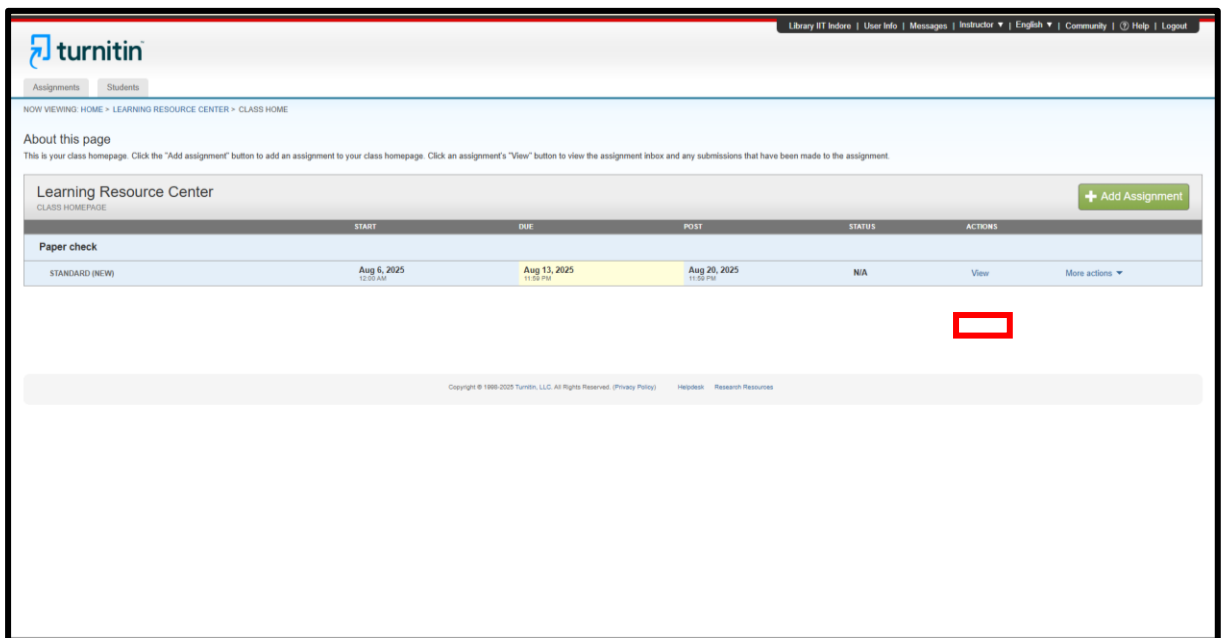 Library IIT Indore | User Info | Messages | Instructor ▼ | English ▼ | Community | ? Help | Logout
turnitin
Assignments Students
NOW VIEWING: HOME > LEARNING RESOURCE CENTER > CLASS HOME
About this page
This is your class homepage. Click the "Add assignment" button to add an assignment to your class homepage. Click an assignment's "View" button to view the assignment inbox and any submissions that have been made to the assignment.
Learning Resource Center
CLASS HOMEPAGE
+ Add Assignment
START DUE POST STATUS ACTIONS
Paper check
STANDARD (NEW) Aug 6, 2025 Aug 13, 2025 Aug 20, 2025 N/A View More actions ▼
12:00 AM 11:59 PM 11:59 PM
Copyright © 1998-2025 Turnitin, LLC. All Rights Reserved. (Privacy Policy) Helpdesk Research Resources